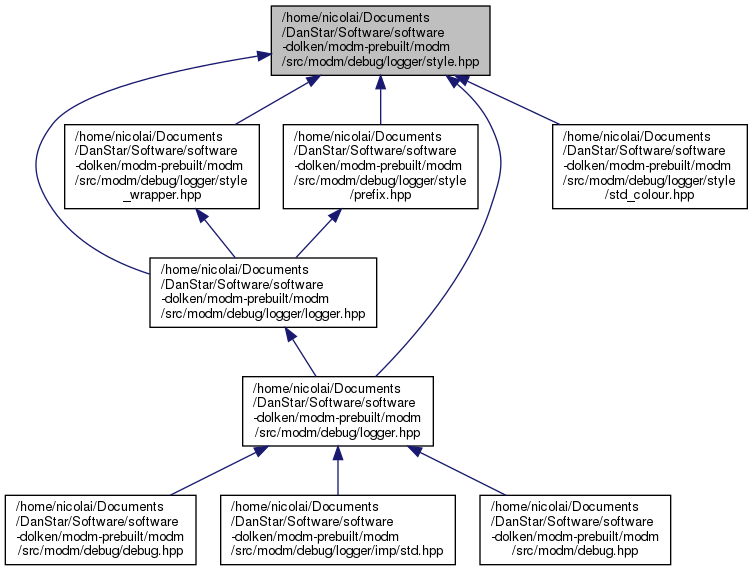 /home/nicolai/Documents
/DanStar/Software/software
-dolken/modm-prebuilt/modm
/src/modm/debug/logger/style.hpp
/home/nicolai/Documents
/DanStar/Software/software
-dolken/modm-prebuilt/modm
/src/modm/debug/logger/style
_wrapper.hpp
/home/nicolai/Documents
/DanStar/Software/software
-dolken/modm-prebuilt/modm
/src/modm/debug/logger/style
/prefix.hpp
/home/nicolai/Documents
/DanStar/Software/software
-dolken/modm-prebuilt/modm
/src/modm/debug/logger/style
/std_colour.hpp
/home/nicolai/Documents
/DanStar/Software/software
-dolken/modm-prebuilt/modm
/src/modm/debug/logger/logger.hpp
/home/nicolai/Documents
/DanStar/Software/software
-dolken/modm-prebuilt/modm
/src/modm/debug/logger.hpp
/home/nicolai/Documents
/DanStar/Software/software
-dolken/modm-prebuilt/modm
/src/modm/debug/debug.hpp
/home/nicolai/Documents
/DanStar/Software/software
-dolken/modm-prebuilt/modm
/src/modm/debug/logger/imp/std.hpp
/home/nicolai/Documents
/DanStar/Software/software
-dolken/modm-prebuilt/modm
/src/modm/debug.hpp